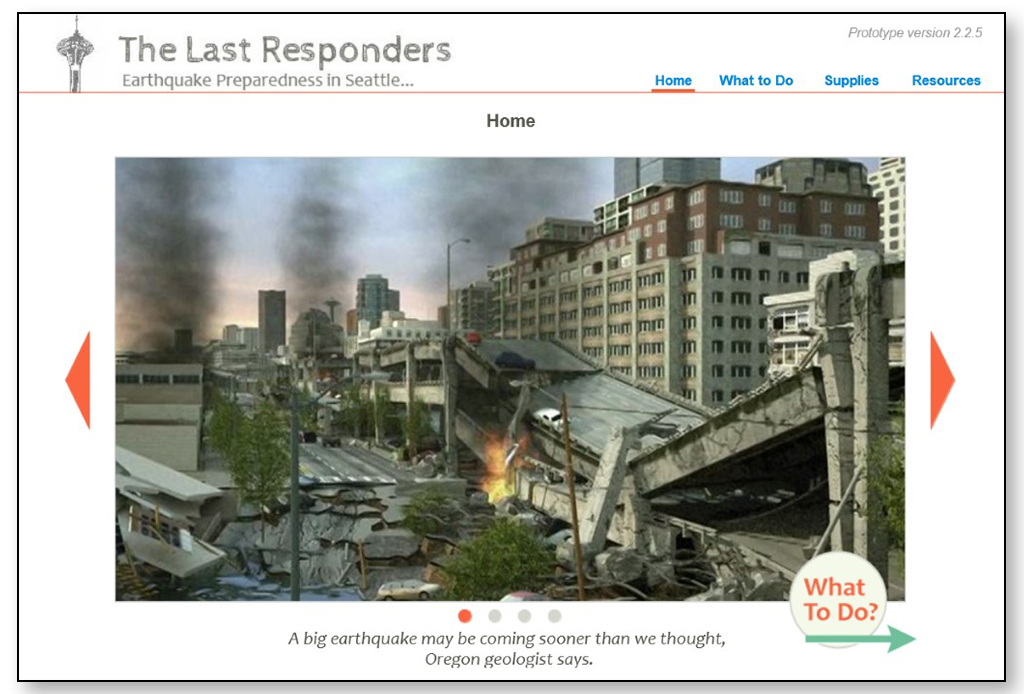 Prototype version 2.2.5
The Last Responders
Earthquake Preparedness in Seattle...
Home What to Do Supplies Resources
Home
What
To Do?
A big earthquake may be coming sooner than we thought,
Oregon geologist says.